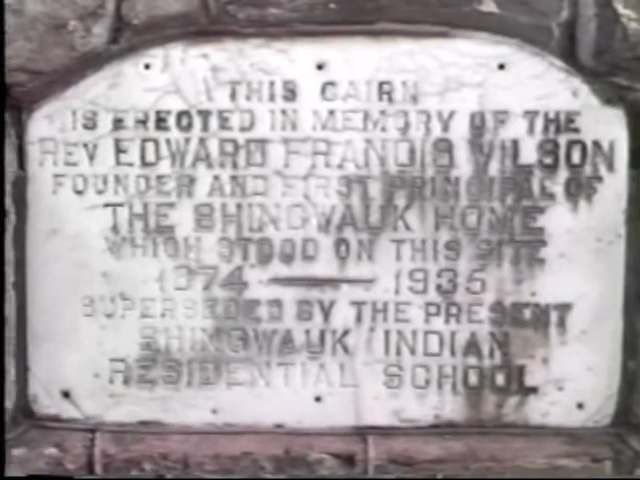 THIS CAIRN
IS ERECTED IN MEMORY OF THE
REV EDWARD FRANCIS WILSON
FOUNDER AND FIRST PRINCIPAL OF
THE SHINGWAUK HOME
WHICH STOOD ON THIS SITE
1874 — 1935
SUPERSEDED BY THE PRESENT
SHINGWAUK INDIAN
RESIDENTIAL SCHOOL